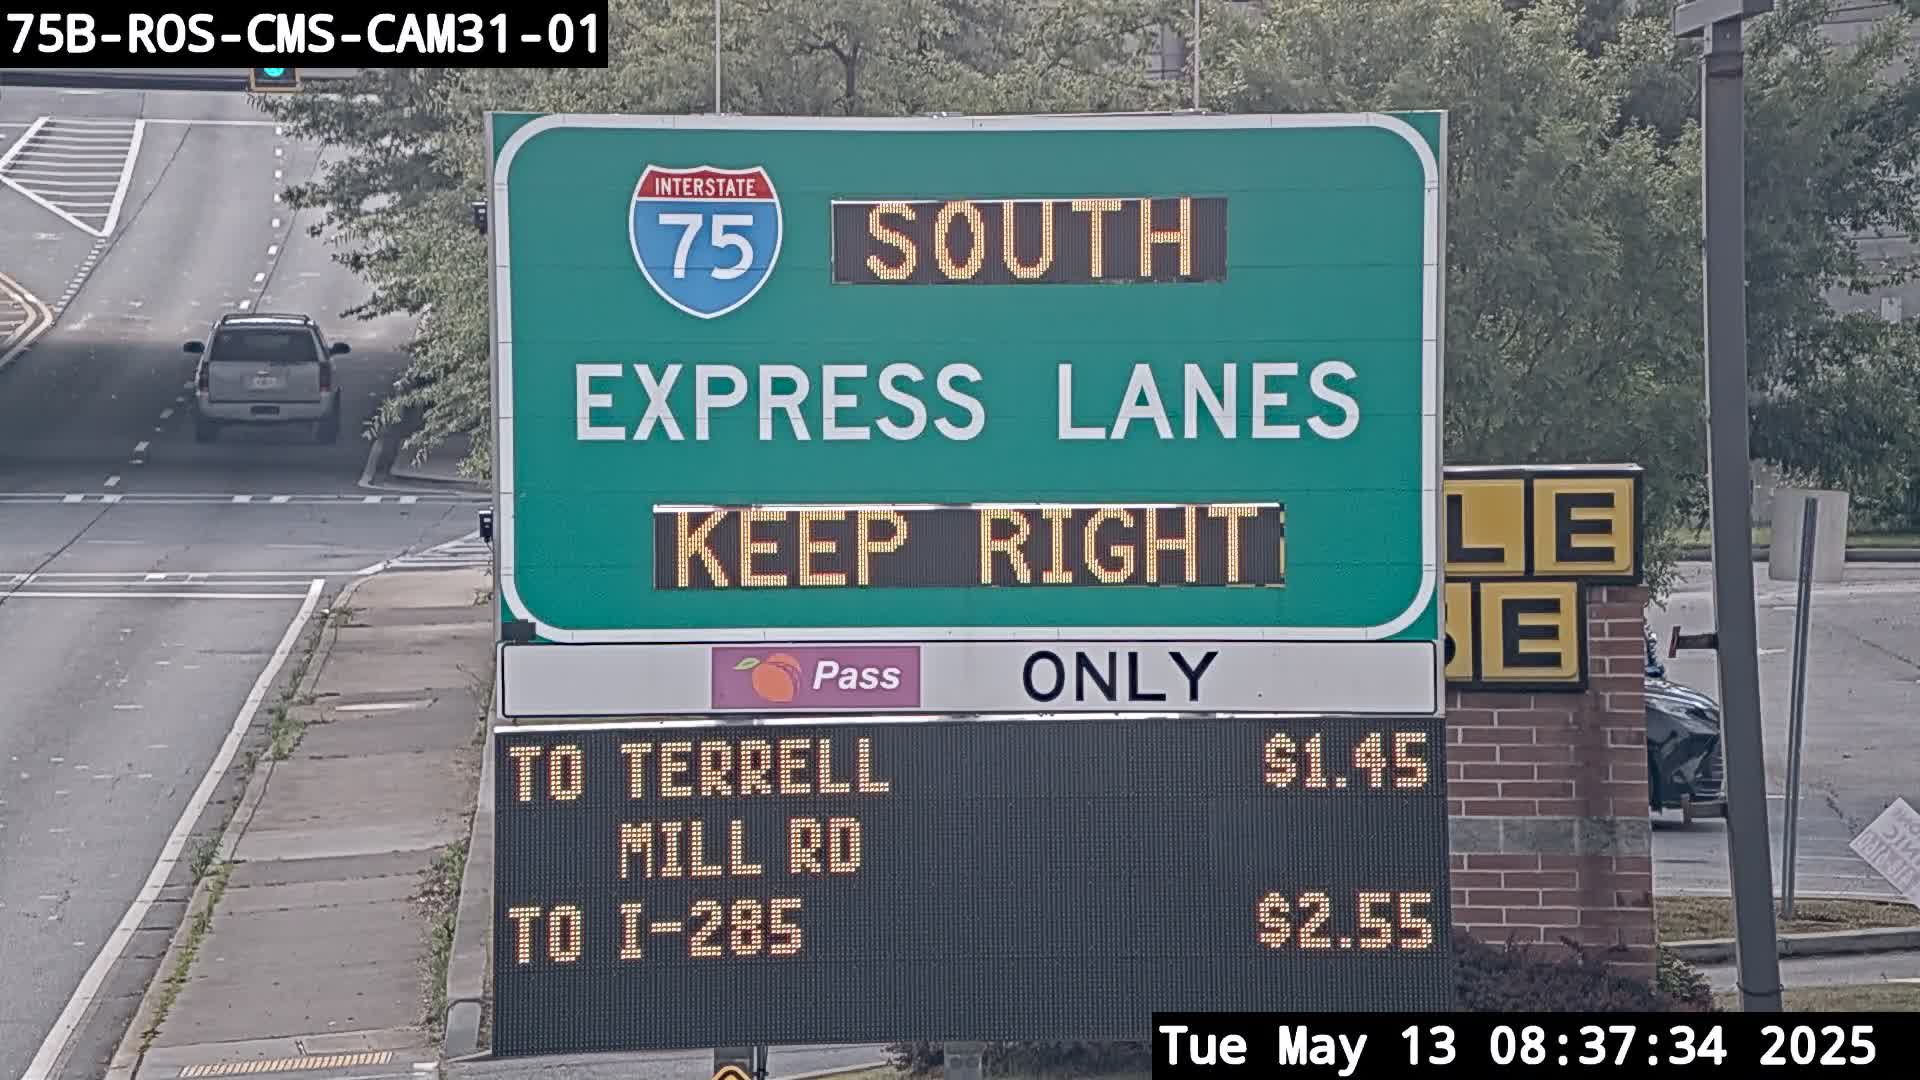 75B-ROS-CMS-CAM31-01
INTERSTATE
75
SOUTH
EXPRESS LANES
KEEP RIGHT
Pass ONLY
TO TERRELL $1.45
MILL RD
TO I-285 $2.55
LE
E
Tue May 13 08:37:34 2025